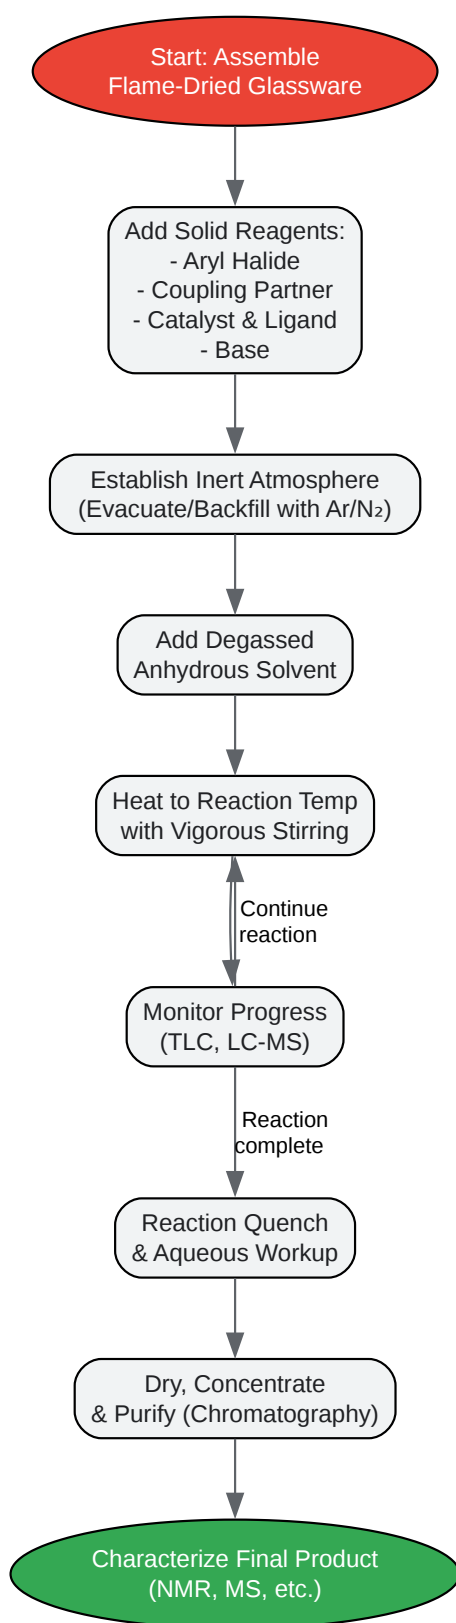 Start: Assemble
Flame-Dried Glassware
Add Solid Reagents:
- Aryl Halide
- Coupling Partner
- Catalyst & Ligand
- Base
Establish Inert Atmosphere
(Evacuate/Backfill with Ar/N₂)
Add Degassed
Anhydrous Solvent
Heat to Reaction Temp
with Vigorous Stirring
Continue
reaction
Monitor Progress
(TLC, LC-MS)
Reaction
complete
Reaction Quench
& Aqueous Workup
Dry, Concentrate
& Purify (Chromatography)
Characterize Final Product
(NMR, MS, etc.)